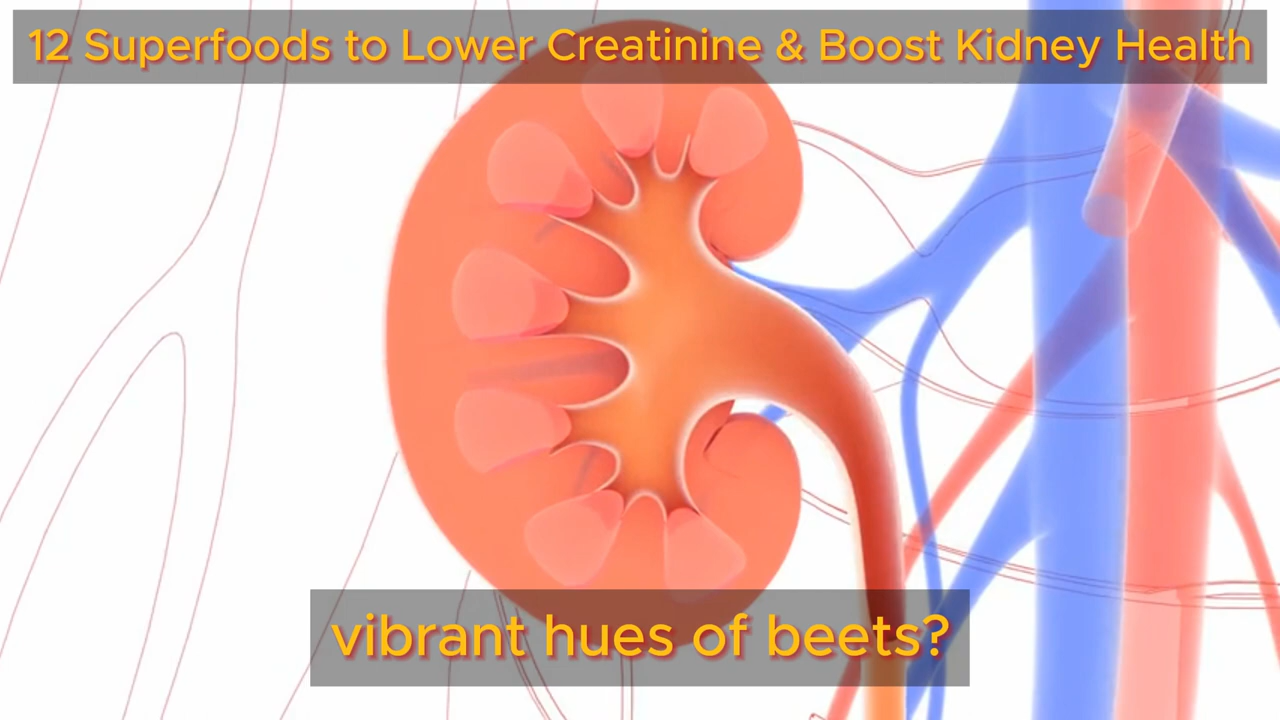 12 Superfoods to Lower Creatinine & Boost Kidney Health
vibrant hues of beets?